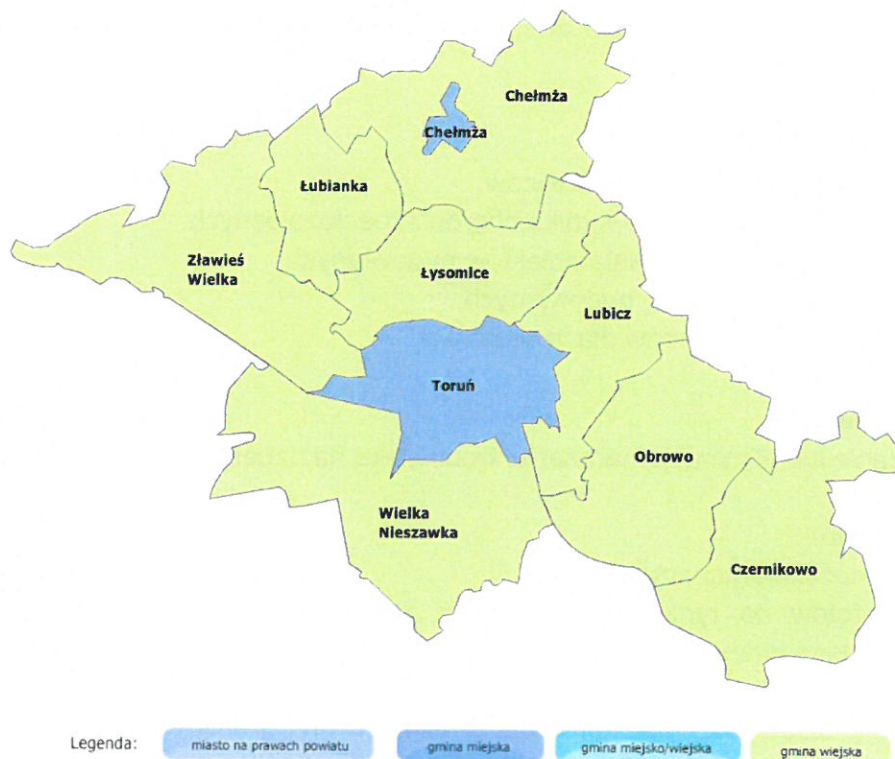 Chełmża
Chełmża
Łubianka
Zławieś
Wielka
Łysomice
Lubicz
Toruń
Obrowo
Wielka
Nieszawka
Czernikowo
Legenda:
miasto na prawach powiatu
gmina miejska
gmina miejsko/wiejska
gmina wiejska